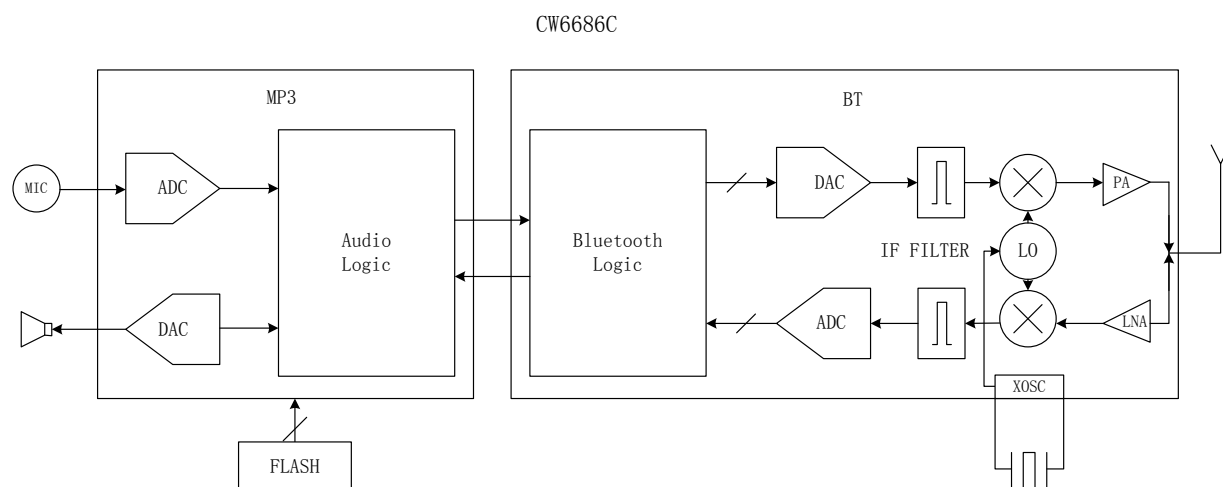 CW6686C
MP3
BT
MIC
ADC
Audio
Logic
Bluetooth
Logic
DAC
PA
IF FILTER
LO
DAC
ADC
LNA
XOSC
FLASH